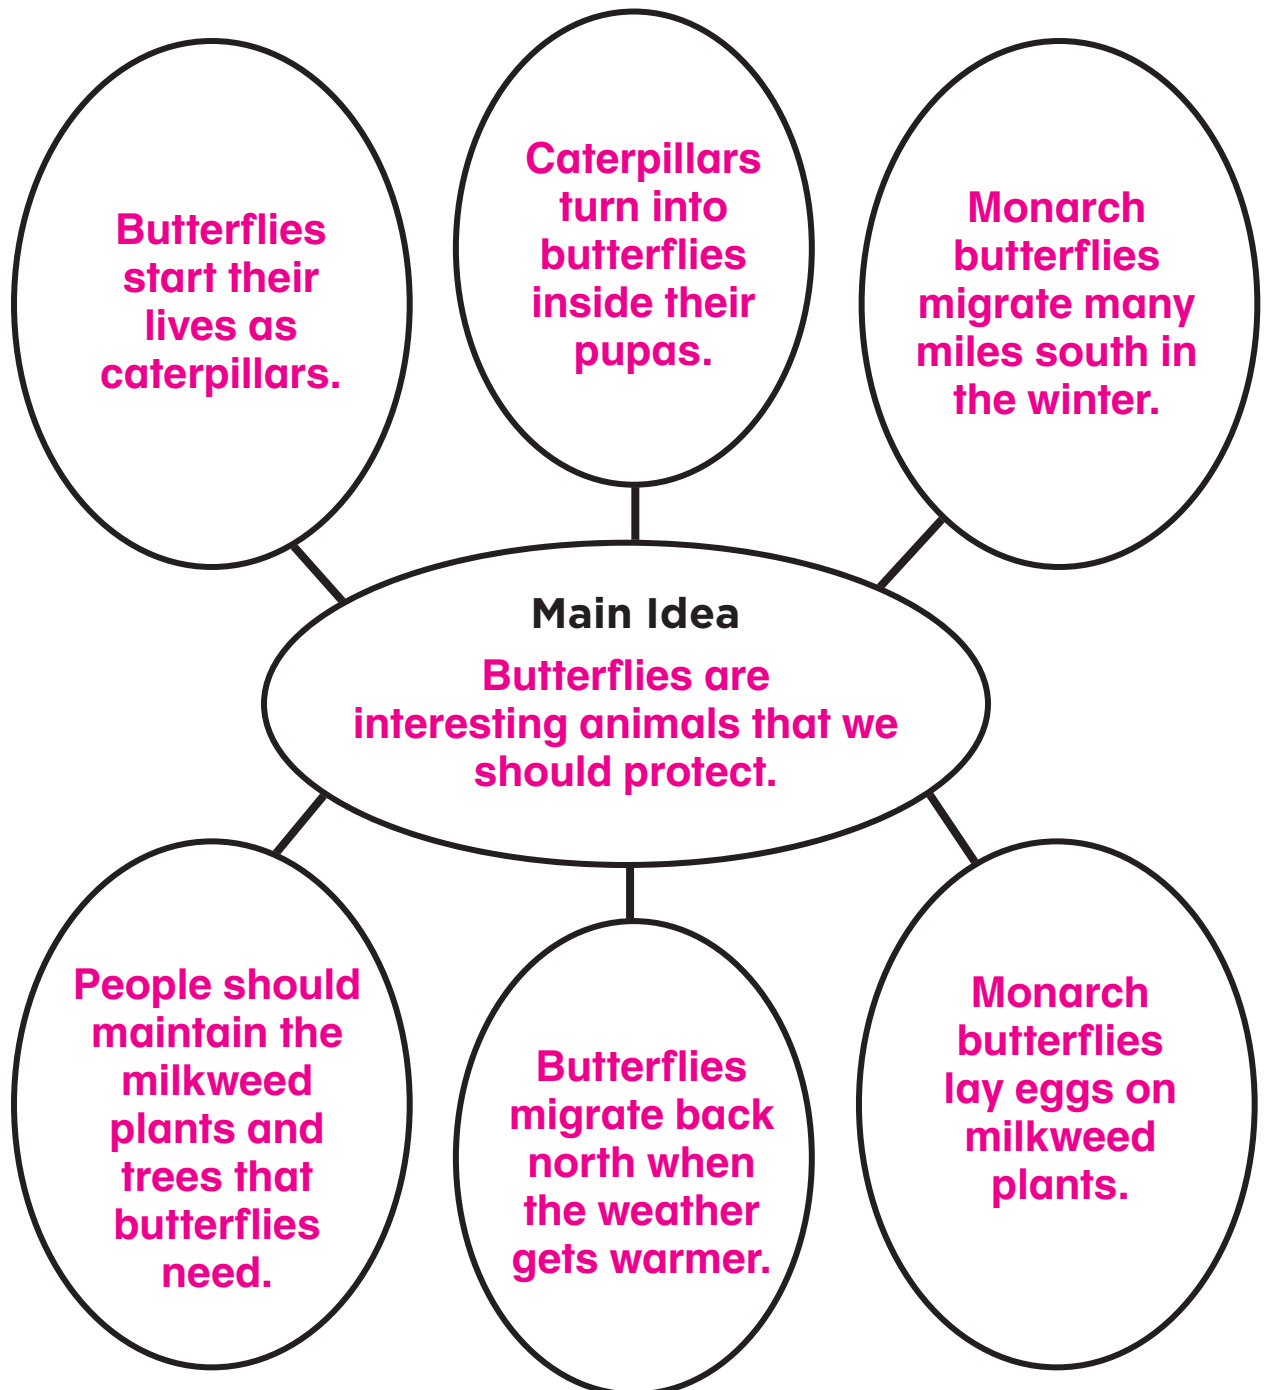 Butterflies
start their
lives as
caterpillars.
Caterpillars
turn into
butterflies
inside their
pupas.
Monarch
butterflies
migrate many
miles south in
the winter.
Main Idea
Butterflies are
interesting animals that we
should protect.
People should
maintain the
milkweed
plants and
trees that
butterflies
need.
Butterflies
migrate back
north when
the weather
gets warmer.
Monarch
butterflies
lay eggs on
milkweed
plants.